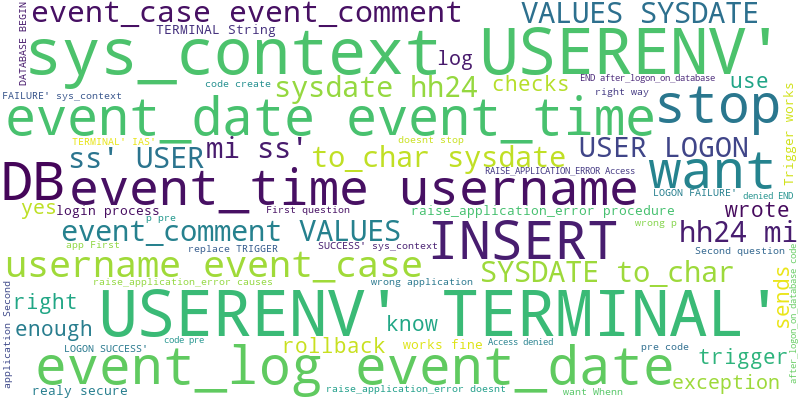 DATABASE BEGIN
event_case event_comment
VALUES SYSDATE
TERMINAL String
sys_context
log
USERENV'
code create
sysdate hh24
checks
END after_logon_on_database
use
right way
FAILURE' sys_context
event_date event_time
stop
Trigger works
TERMINAL' IAS'
doesnt stop
mi ss'
USER LOGON
ss' USER
to_char sysdate
want
DB
event_time username
RAISE_APPLICATION_ERROR Access
LOGON FAILURE'
denied END
yes
login process
First question
raise_application_error procedure
wrote
p pre
event_comment VALUES
INSERT
wrong p
hh24 mi
app First
replace TRIGGER
SUCCESS' sys_context
Second question
username event_case
SYSDATE to_char
sends
after_logon_on_database code
raise_application_error causes
wrong application
application Second
right
USERENV' TERMINAL'
enough
know
code pre
Access denied
LOGON SUCCESS'
rollback
works fine
pre code
trigger
event_log event_date
exception
realy secure
raise_application_error doesnt
want Whenn